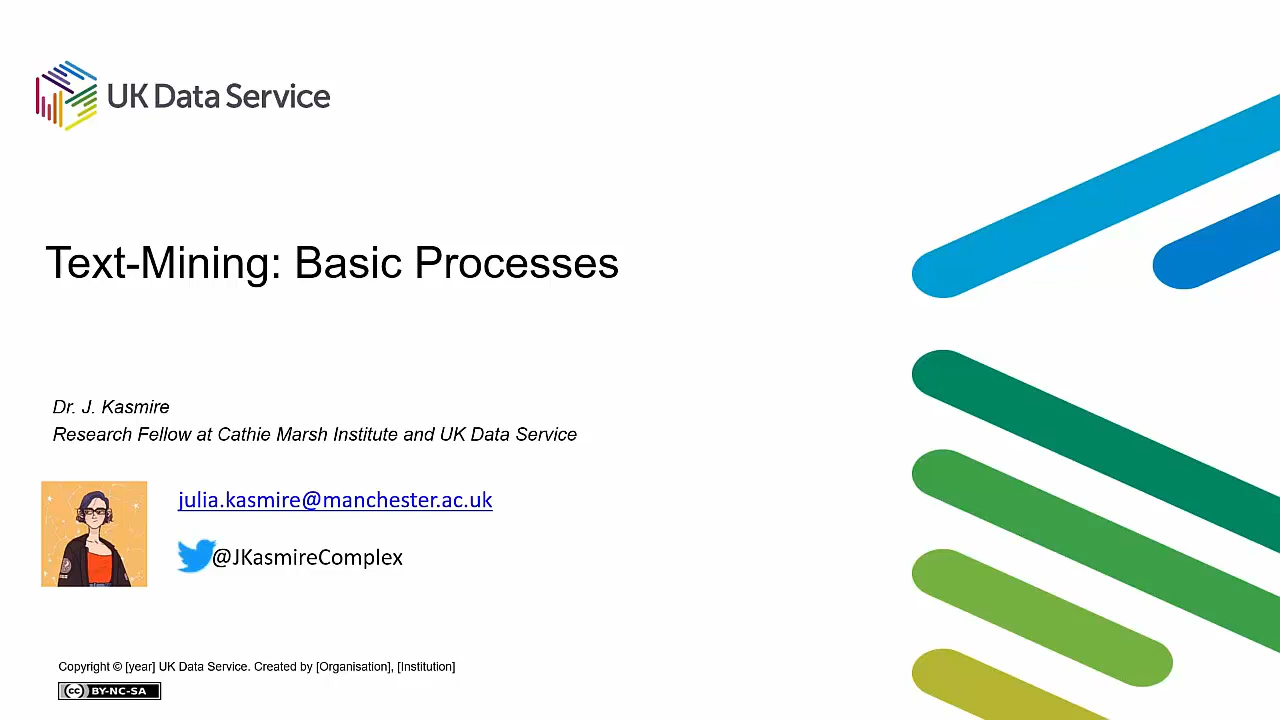 UK Data Service
Text-Mining: Basic Processes
Dr. J. Kasmire
Research Fellow at Cathie Marsh Institute and UK Data Service
julia.kasmire@manchester.ac.uk
@JKasmireComplex
Copyright © [year] UK Data Service. Created by [Organisation], [Institution]
cc BY-NC-SA